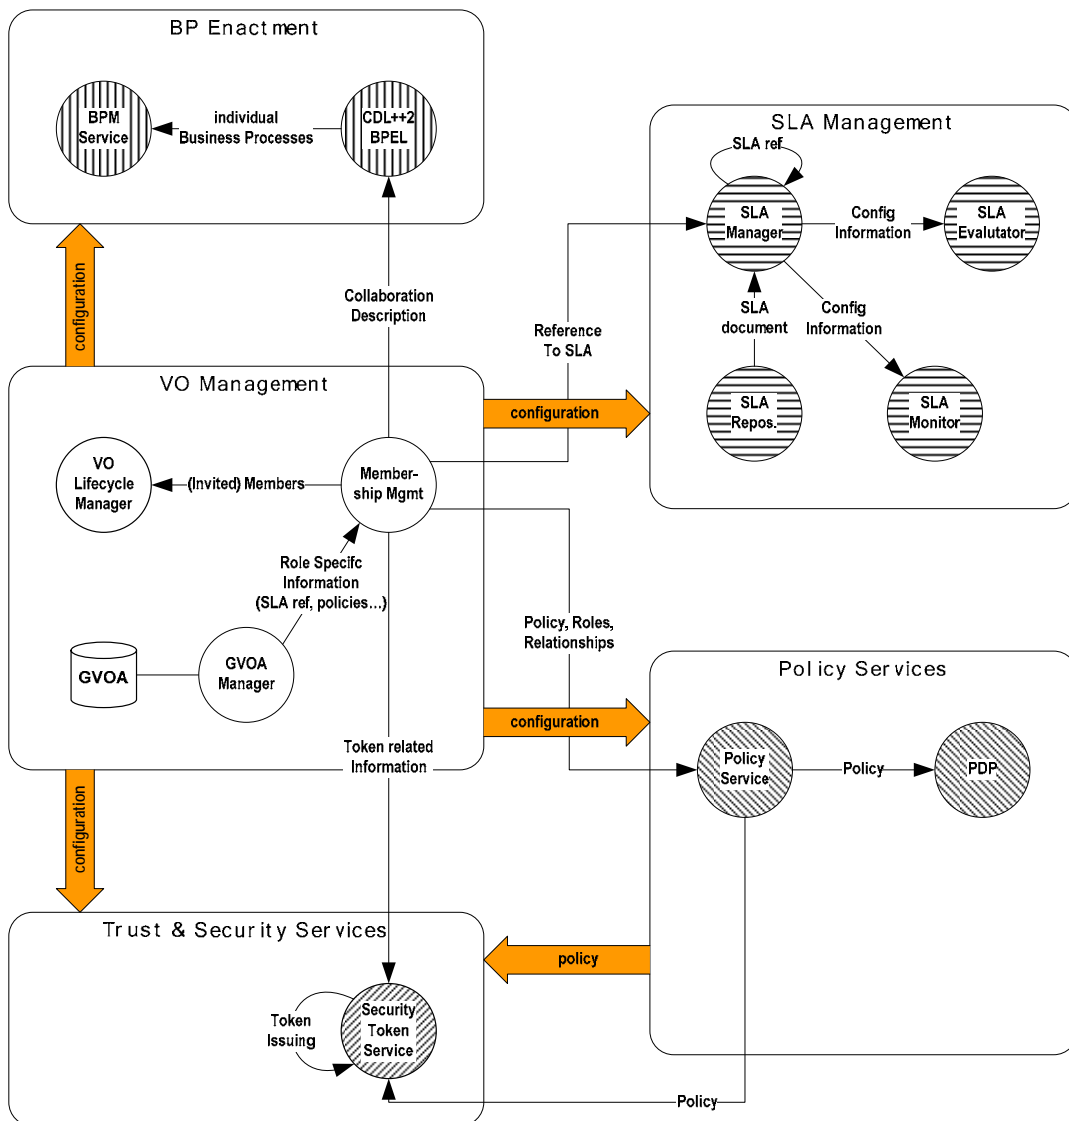 BP Enactment
BPM
Service
individual
Business Processes
CDL++2
BPEL
configuration
Collaboration
Description
SLA Management
SLA ref
SLA
Manager
Config
Information
SLA
Evalutator
SLA
document
Config
Information
SLA
Repos.
SLA
Monitor
Reference
To SLA
configuration
VO Management
VO
Lifecycle
Manager
(Invited) Members
Member-
ship Mgmt
Role Specifc
Information
(SLA ref, policies...)
GVOA
GVOA
Manager
Policy, Roles,
Relationships
configuration
Token related
Information
configuration
Policy Services
Policy
Service
Policy
PDP
Trust & Security Services
policy
Token
Issuing
Security
Token
Service
Policy